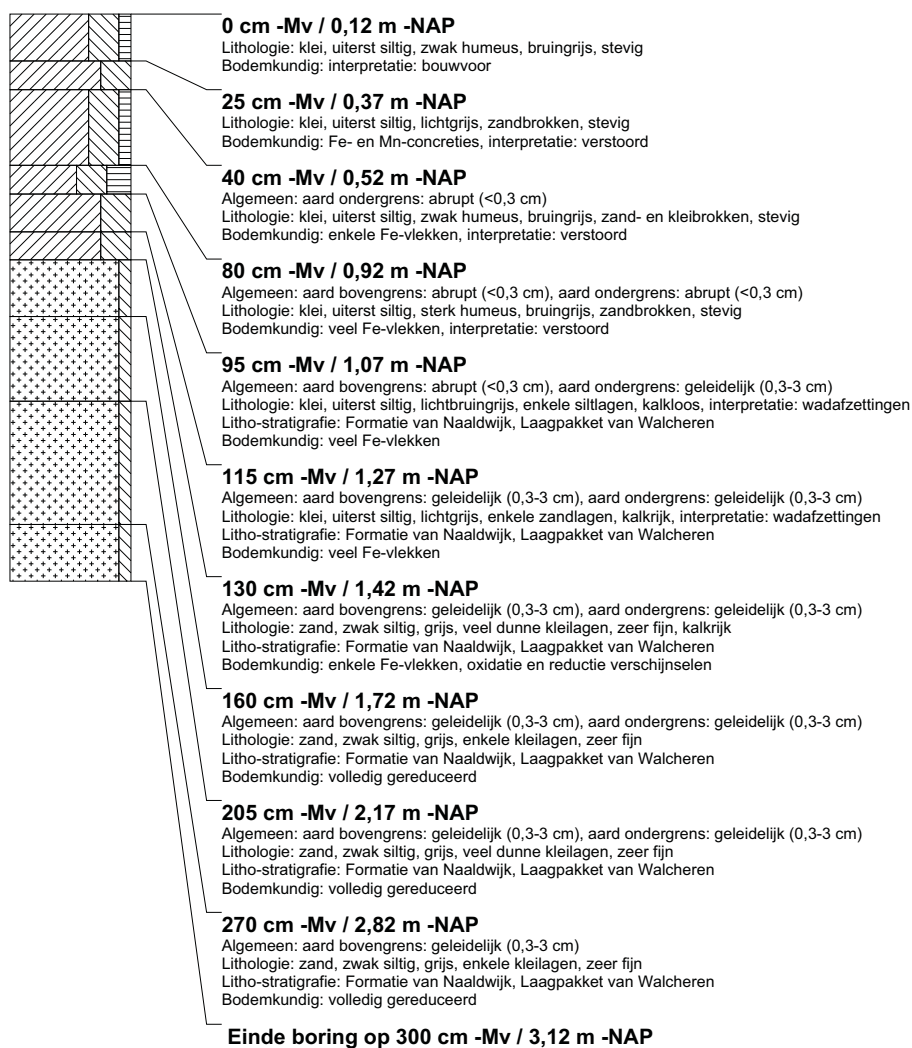 0 cm -Mv / 0,12 m -NAP
Lithologie: klei, uiterst siltig, zwak humeus, bruingrijs, stevig
Bodemkundig: interpretatie: bouwvoor
25 cm -Mv / 0,37 m -NAP
Lithologie: klei, uiterst siltig, lichtgrijs, zandbrokken, stevig
Bodemkundig: Fe- en Mn-concreties, interpretatie: verstoord
40 cm -Mv / 0,52 m -NAP
Algemeen: aard ondergrens: abrupt (<0,3 cm)
Lithologie: klei, uiterst siltig, zwak humeus, bruingrijs, zand- en kleibrokken, stevig
Bodemkundig: enkele Fe-vlekken, interpretatie: verstoord
80 cm -Mv / 0,92 m -NAP
Algemeen: aard bovengrens: abrupt (<0,3 cm), aard ondergrens: abrupt (<0,3 cm)
Lithologie: klei, uiterst siltig, sterk humeus, bruingrijs, zandbrokken, stevig
Bodemkundig: veel Fe-vlekken, interpretatie: verstoord
95 cm -Mv / 1,07 m -NAP
Algemeen: aard bovengrens: abrupt (<0,3 cm), aard ondergrens: geleidelijk (0,3-3 cm)
Lithologie: klei, uiterst siltig, lichtbruingrijs, enkele siltlagen, kalkloos, interpretatie: wadafzettingen
Litho-stratigrafie: Formatie van Naaldwijk, Laagpakket van Walcheren
Bodemkundig: veel Fe-vlekken
115 cm -Mv / 1,27 m -NAP
Algemeen: aard bovengrens: geleidelijk (0,3-3 cm), aard ondergrens: geleidelijk (0,3-3 cm)
Lithologie: klei, uiterst siltig, lichtgrijs, enkele zandlagen, kalkrijk, interpretatie: wadafzettingen
Litho-stratigrafie: Formatie van Naaldwijk, Laagpakket van Walcheren
Bodemkundig: veel Fe-vlekken
130 cm -Mv / 1,42 m -NAP
Algemeen: aard bovengrens: geleidelijk (0,3-3 cm), aard ondergrens: geleidelijk (0,3-3 cm)
Lithologie: zand, zwak siltig, grijs, veel dunne kleilagen, zeer fijn, kalkrijk
Litho-stratigrafie: Formatie van Naaldwijk, Laagpakket van Walcheren
Bodemkundig: enkele Fe-vlekken, oxidatie en reductie verschijnselen
160 cm -Mv / 1,72 m -NAP
Algemeen: aard bovengrens: geleidelijk (0,3-3 cm), aard ondergrens: geleidelijk (0,3-3 cm)
Lithologie: zand, zwak siltig, grijs, enkele kleilagen, zeer fijn
Litho-stratigrafie: Formatie van Naaldwijk, Laagpakket van Walcheren
Bodemkundig: volledig gereduceerd
205 cm -Mv / 2,17 m -NAP
Algemeen: aard bovengrens: geleidelijk (0,3-3 cm), aard ondergrens: geleidelijk (0,3-3 cm)
Lithologie: zand, zwak siltig, grijs, veel dunne kleilagen, zeer fijn
Litho-stratigrafie: Formatie van Naaldwijk, Laagpakket van Walcheren
Bodemkundig: volledig gereduceerd
270 cm -Mv / 2,82 m -NAP
Algemeen: aard bovengrens: geleidelijk (0,3-3 cm)
Lithologie: zand, zwak siltig, grijs, enkele kleilagen, zeer fijn
Litho-stratigrafie: Formatie van Naaldwijk, Laagpakket van Walcheren
Bodemkundig: volledig gereduceerd
Einde boring op 300 cm -Mv / 3,12 m -NAP